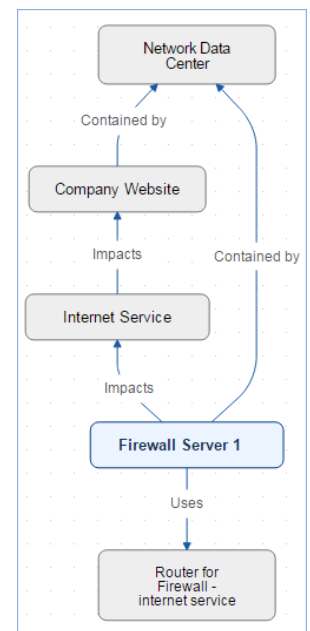 Network Data
Center
Contained by
Company Website
Impacts
Contained by
Internet Service
Impacts
Firewall Server 1
Uses
Router for
Firewall -
internet service